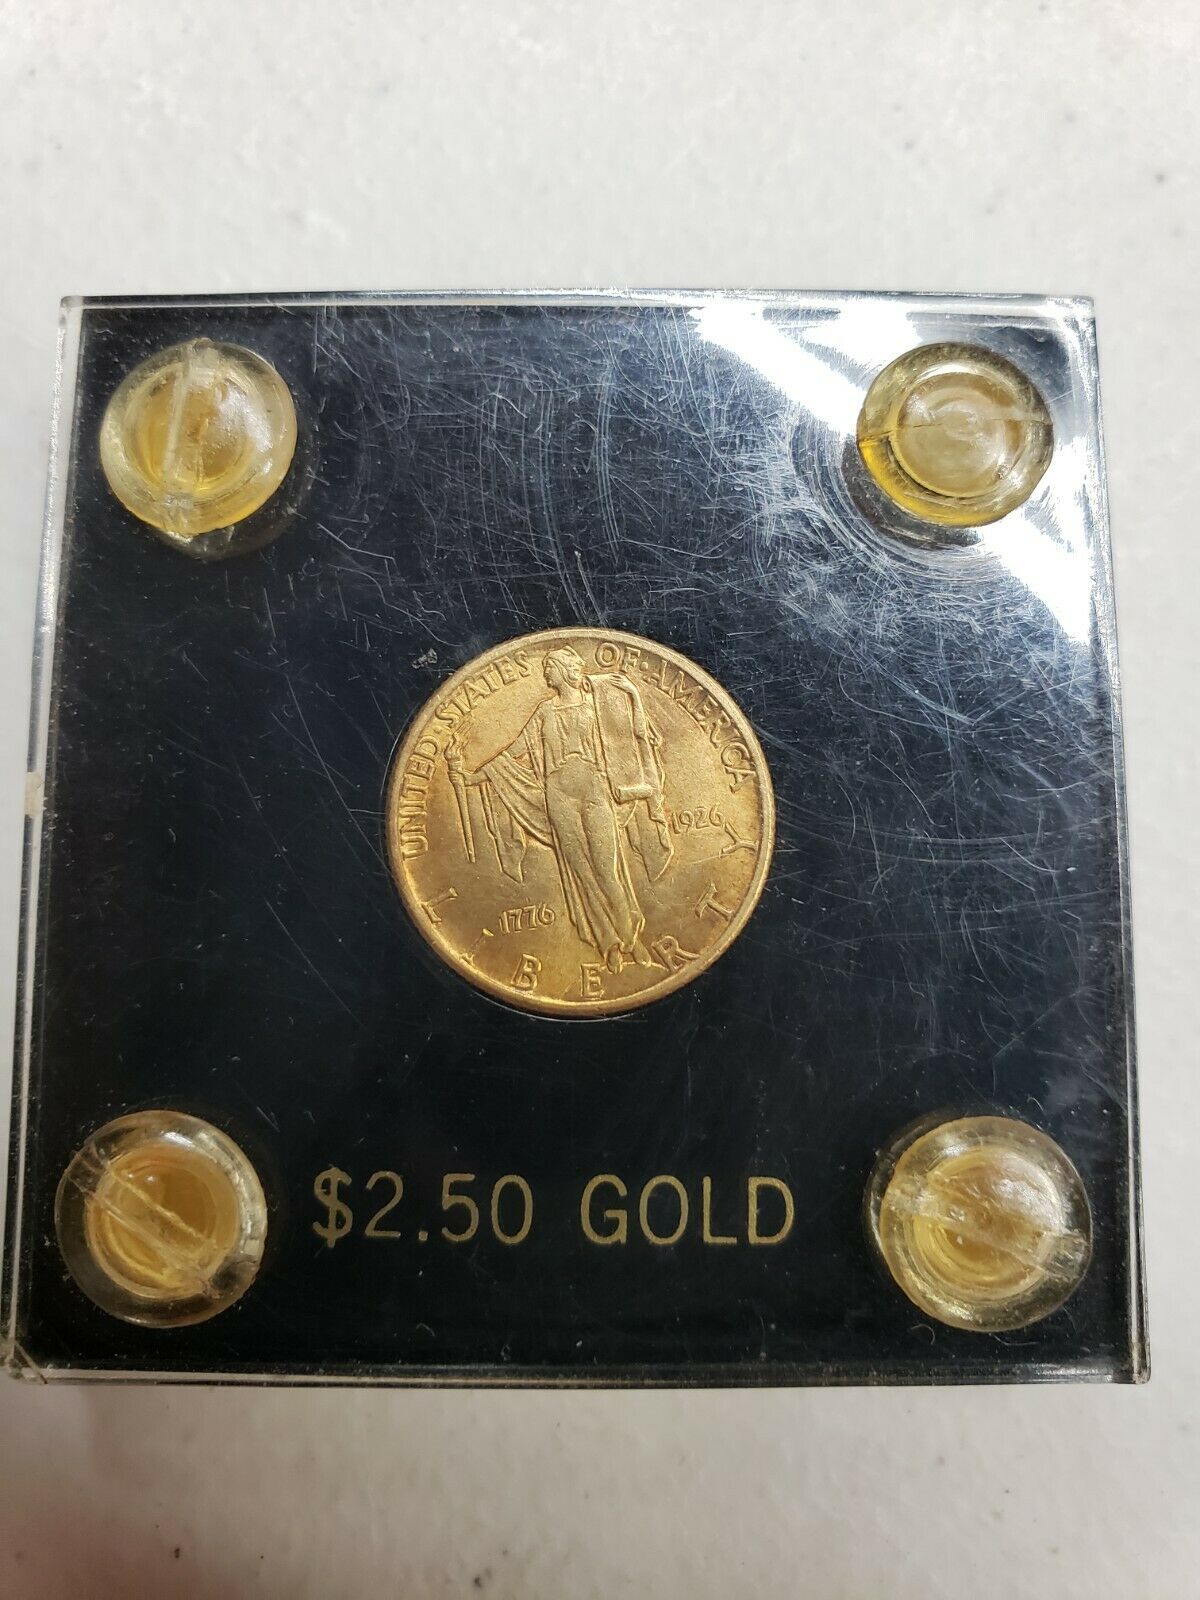 UNITED·STATES OF·AMERICA
1926
1776
LIBERTY
$2.50 GOLD